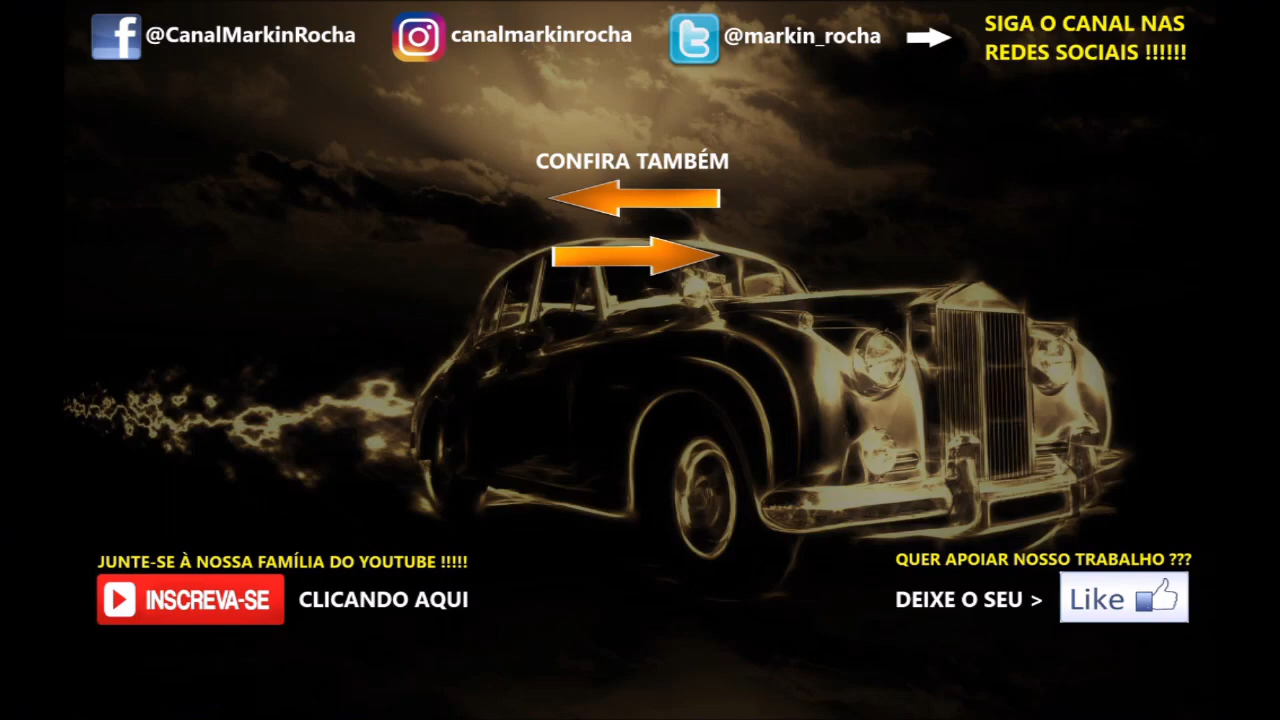 @CanalMarkinRocha
canalmarkinrocha
@markin_rocha
SIGA O CANAL NAS
REDES SOCIAIS !!!!!!
CONFIRA TAMBÉM
JUNTE-SE À NOSSA FAMÍLIA DO YOUTUBE !!!!!
INSCREVA-SE CLICANDO AQUI
QUER APOIAR NOSSO TRABALHO ???
DEIXE O SEU > Like